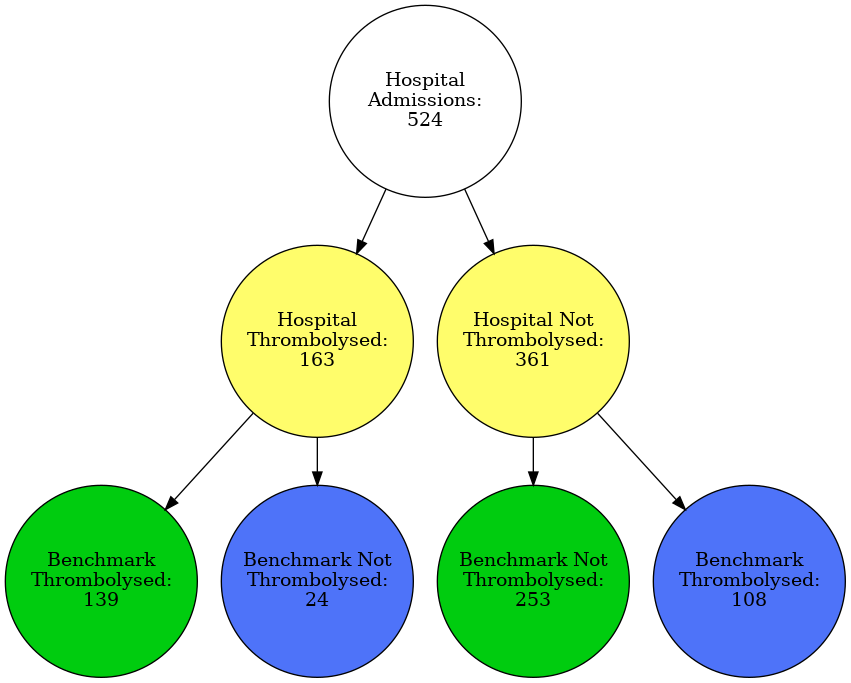 Hospital
Admissions:
524
Hospital
Thrombolysed:
163
Hospital Not
Thrombolysed:
361
Benchmark
Thrombolysed:
139
Benchmark Not
Thrombolysed:
24
Benchmark Not
Thrombolysed:
253
Benchmark
Thrombolysed:
108